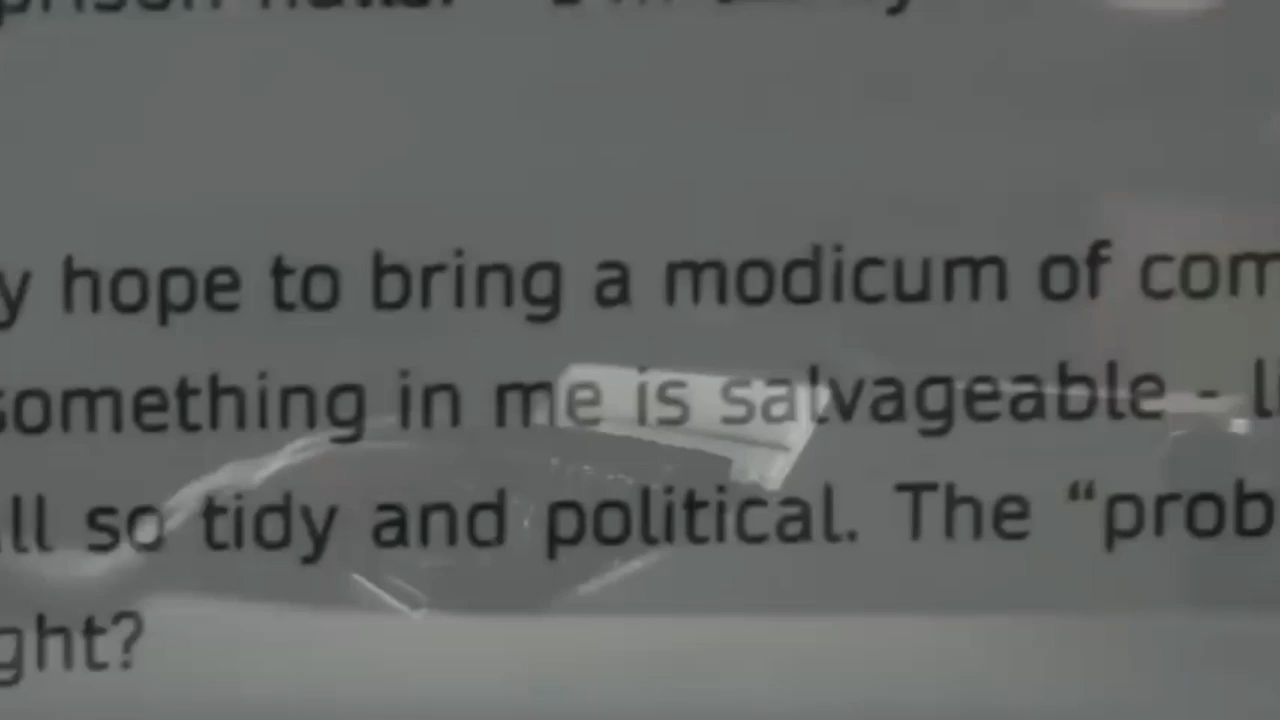 y hope to bring a modicum of com
something in me is salvageable - li
ll so tidy and political. The “prob
ght?